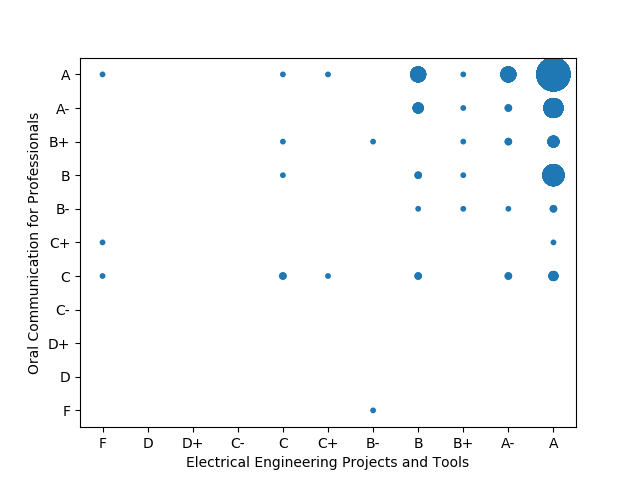 A
A-
B+
B
B-
C+
C
C-
D+
D
F
Oral Communication for Professionals
F D D+ C- C C+ B- B B+ A- A
Electrical Engineering Projects and Tools